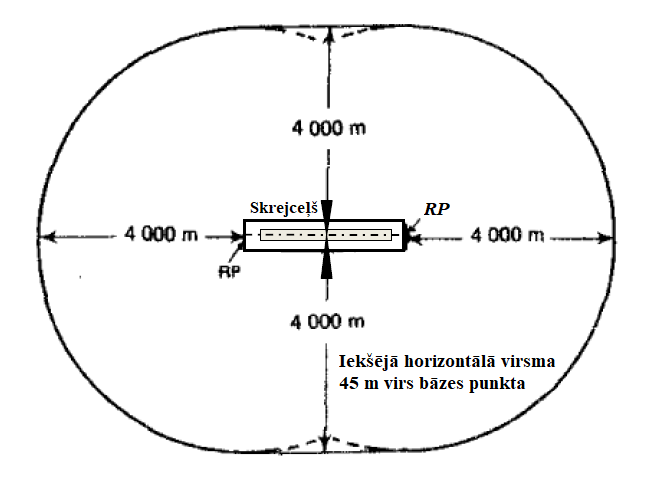 4 000 m
Skrejceļš
RP
4 000 m
4 000 m
RP
4 000 m
Iekšējā horizontālā virsma
45 m virs bāzes punkta